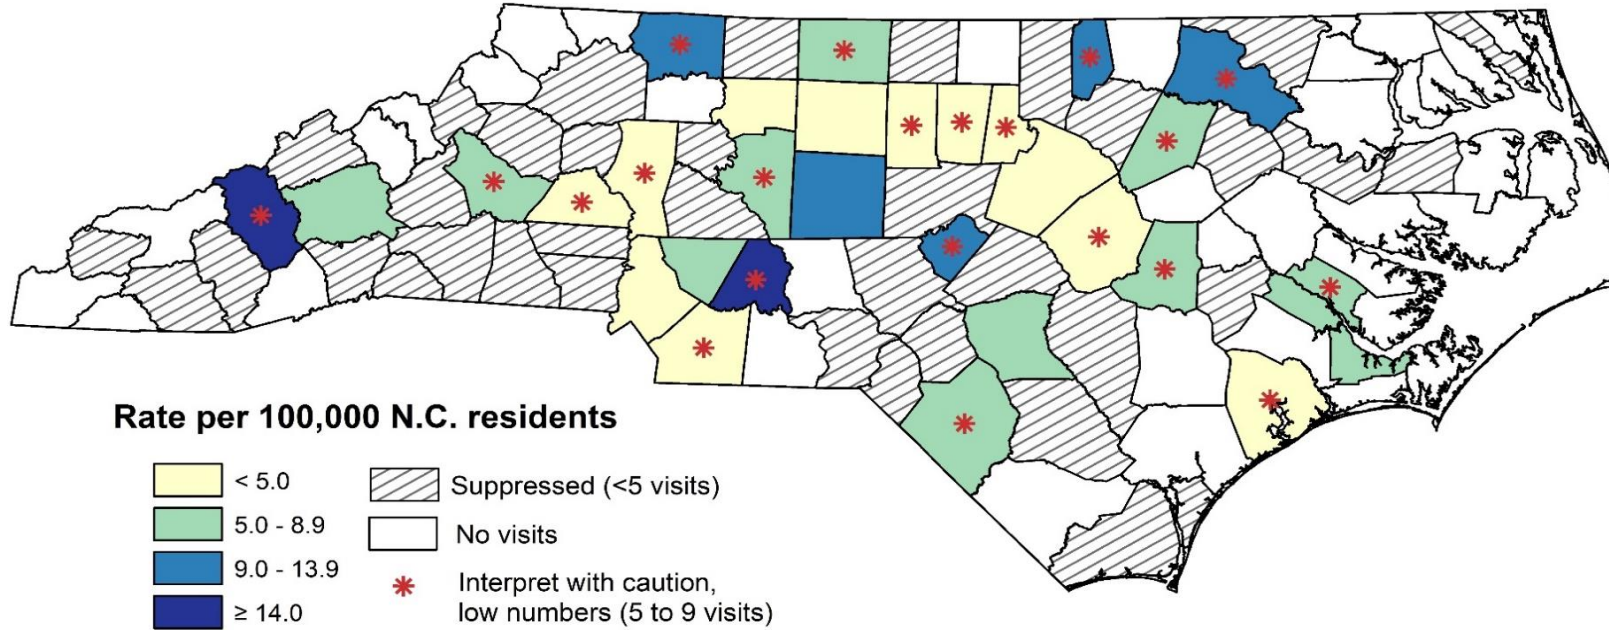 Rate per 100,000 N.C. residents
< 5.0
5.0 - 8.9
9.0 - 13.9
≥ 14.0
Suppressed (<5 visits)
No visits
Interpret with caution,
low numbers (5 to 9 visits)